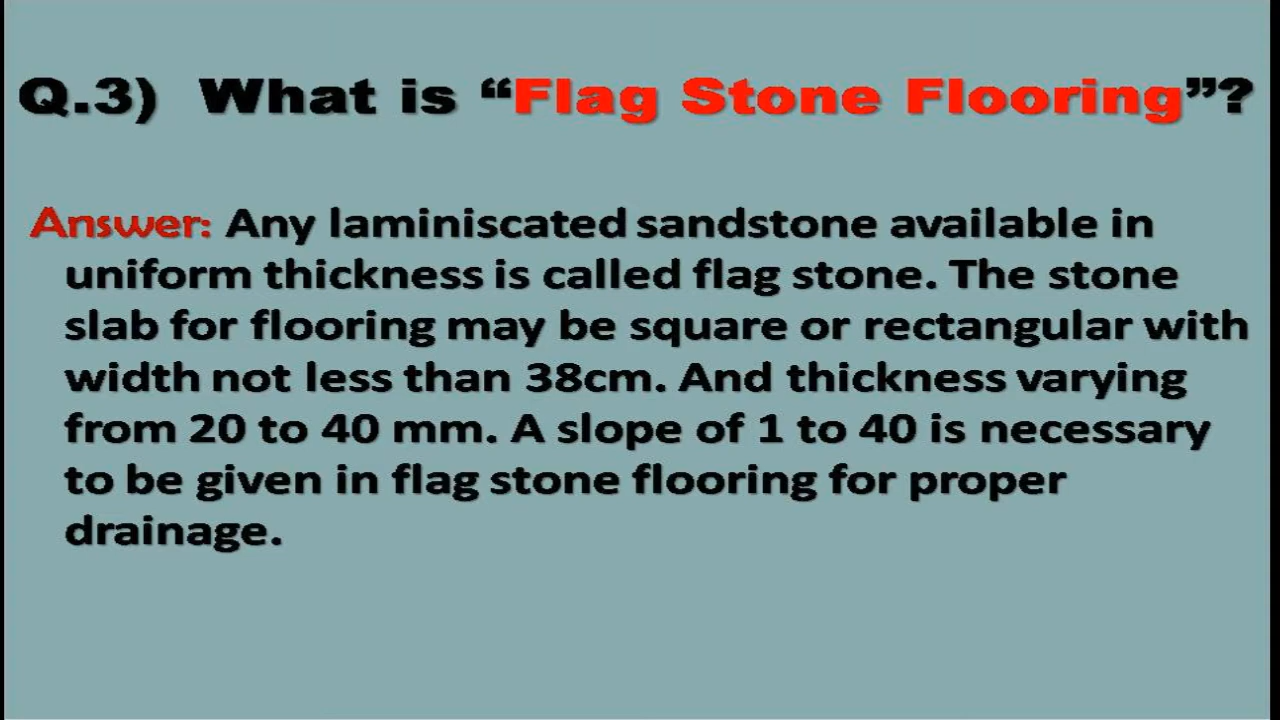 Q.3) What is “Flag Stone Flooring”?
Answer: Any laminiscated sandstone available in
uniform thickness is called flag stone. The stone
slab for flooring may be square or rectangular with
width not less than 38cm. And thickness varying
from 20 to 40 mm. A slope of 1 to 40 is necessary
to be given in flag stone flooring for proper
drainage.